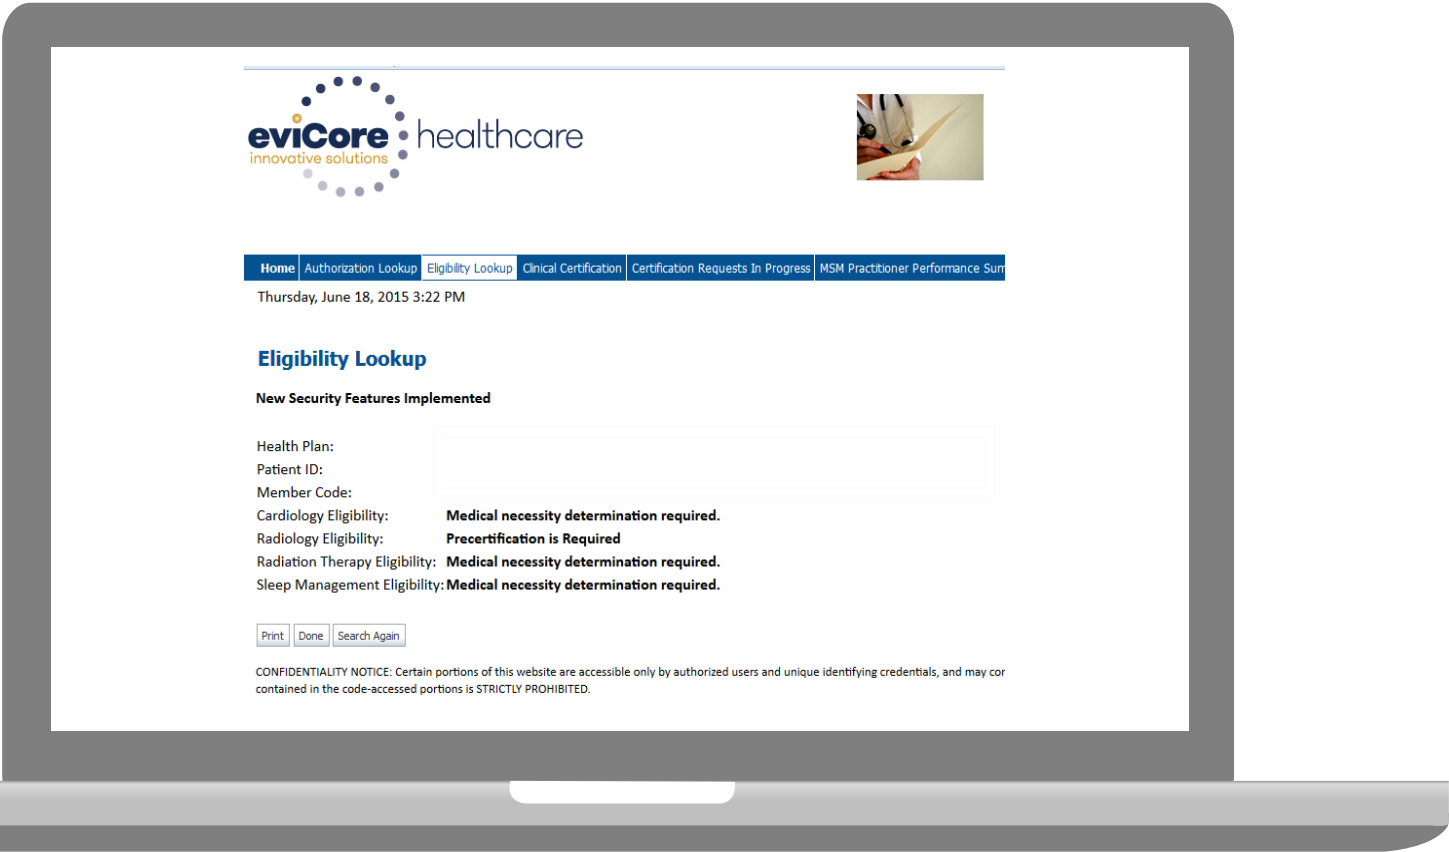 eviCore healthcare
innovative solutions
Home Authorization Lookup Eligibility Lookup Clinical Certification Certification Requests In Progress MSM Practitioner Performance Sum
Thursday, June 18, 2015 3:22 PM
Eligibility Lookup
New Security Features Implemented
Health Plan:
Patient ID:
Member Code:
Cardiology Eligibility: Medical necessity determination required.
Radiology Eligibility: Precertification is Required
Radiation Therapy Eligibility: Medical necessity determination required.
Sleep Management Eligibility: Medical necessity determination required.
Print Done Search Again
CONFIDENTIALITY NOTICE: Certain portions of this website are accessible only by authorized users and unique identifying credentials, and may cor
contained in the code-accessed portions is STRICTLY PROHIBITED.